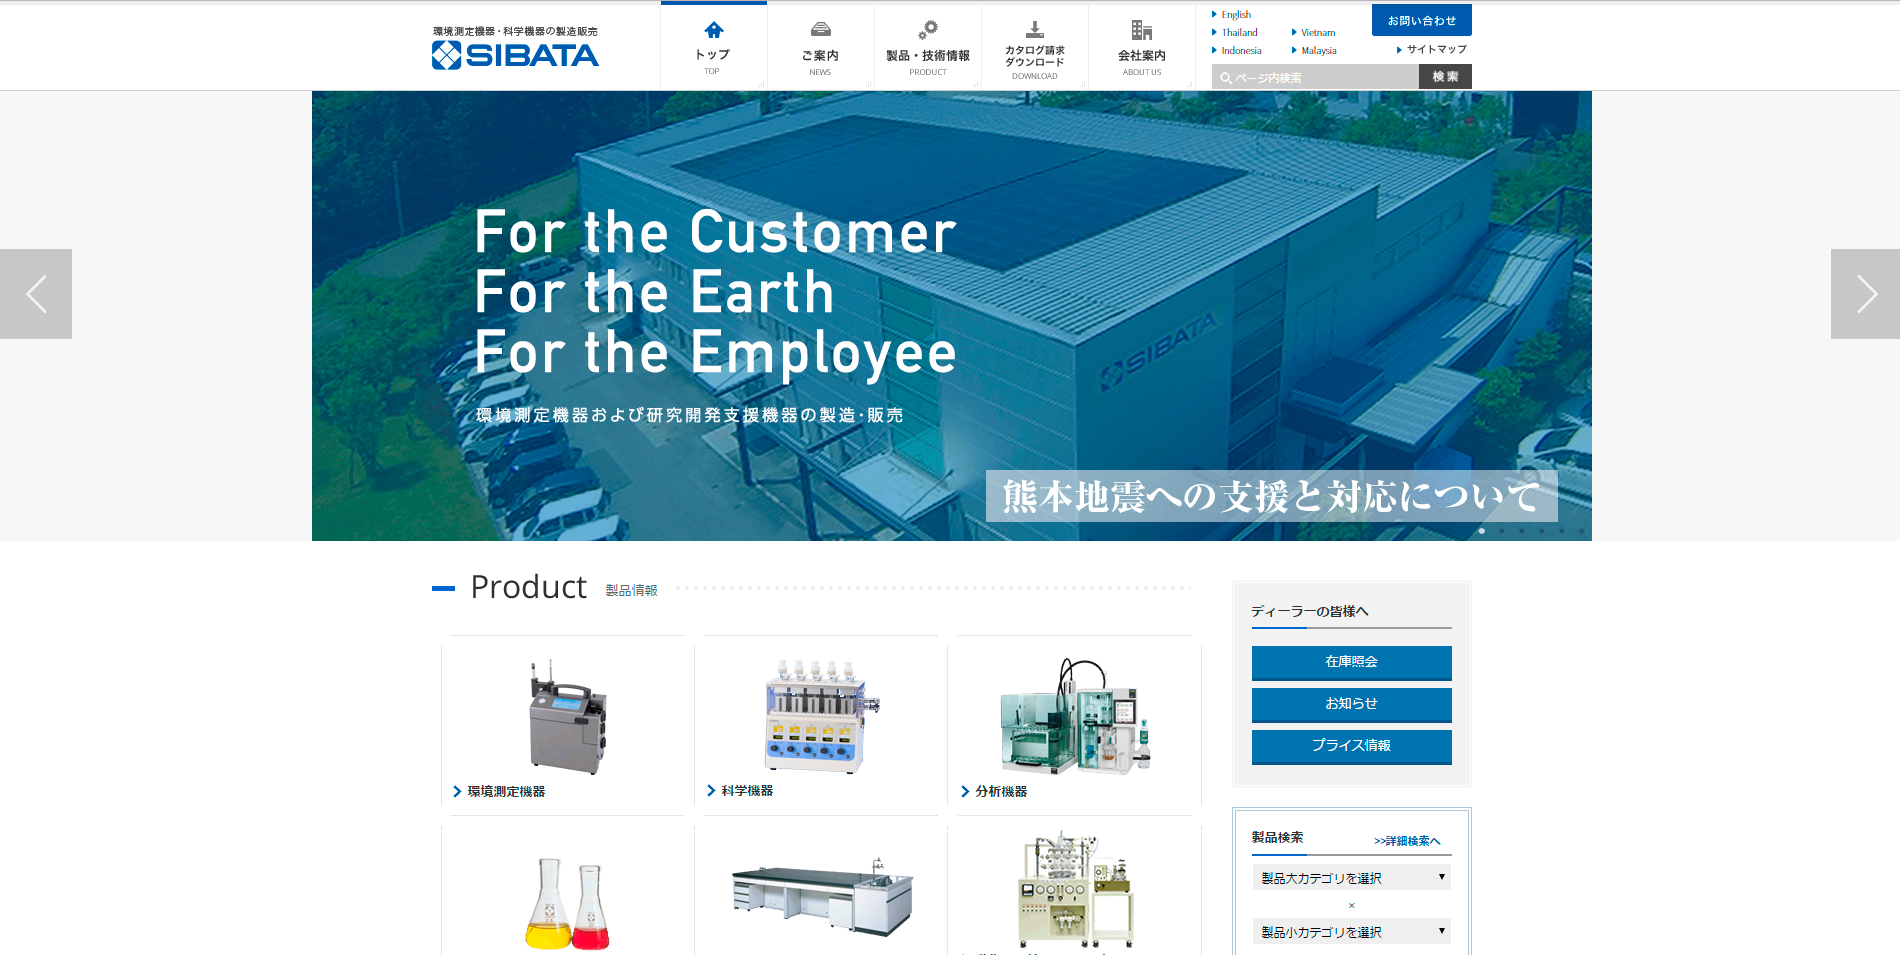 環境測定機器・科学機器の製造販売
SIBATA
トップ
TOP
ご案内
NEWS
製品・技術情報
PRODUCT
カタログ請求
ダウンロード
DOWNLOAD
会社案内
ABOUT US
English
Thailand
Vietnam
Indonesia
Malaysia
お問い合わせ
サイトマップ
ページ内検索
検索
For the Customer
For the Earth
For the Employee
環境測定機器および研究開発支援機器の製造・販売
SIBATA
熊本地震への支援と対応について
Product
製品情報
環境測定機器
科学機器
分析機器
ディーラーの皆様へ
在庫照会
お知らせ
プライス情報
製品検索
>>詳細検索へ
製品大カテゴリを選択
×
製品小カテゴリを選択